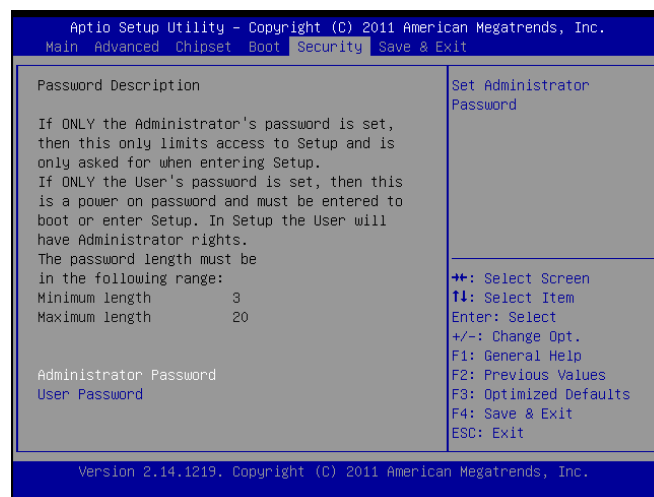 Aptio Setup Utility – Copyright (C) 2011 American Megatrends, Inc.
Main Advanced Chipset Boot Security Save & Exit
Password Description
If ONLY the Administrator's password is set,
then this only limits access to Setup and is
only asked for when entering Setup.
If ONLY the User's password is set, then this
is a power on password and must be entered to
boot or enter Setup. In Setup the User will
have Administrator rights.
The password length must be
in the following range:
Minimum length 3
Maximum length 20
Administrator Password
User Password
Set Administrator
Password
→←: Select Screen
↑↓: Select Item
Enter: Select
+/-: Change Opt.
F1: General Help
F2: Previous Values
F3: Optimized Defaults
F4: Save & Exit
ESC: Exit
Version 2.14.1219. Copyright (C) 2011 American Megatrends, Inc.